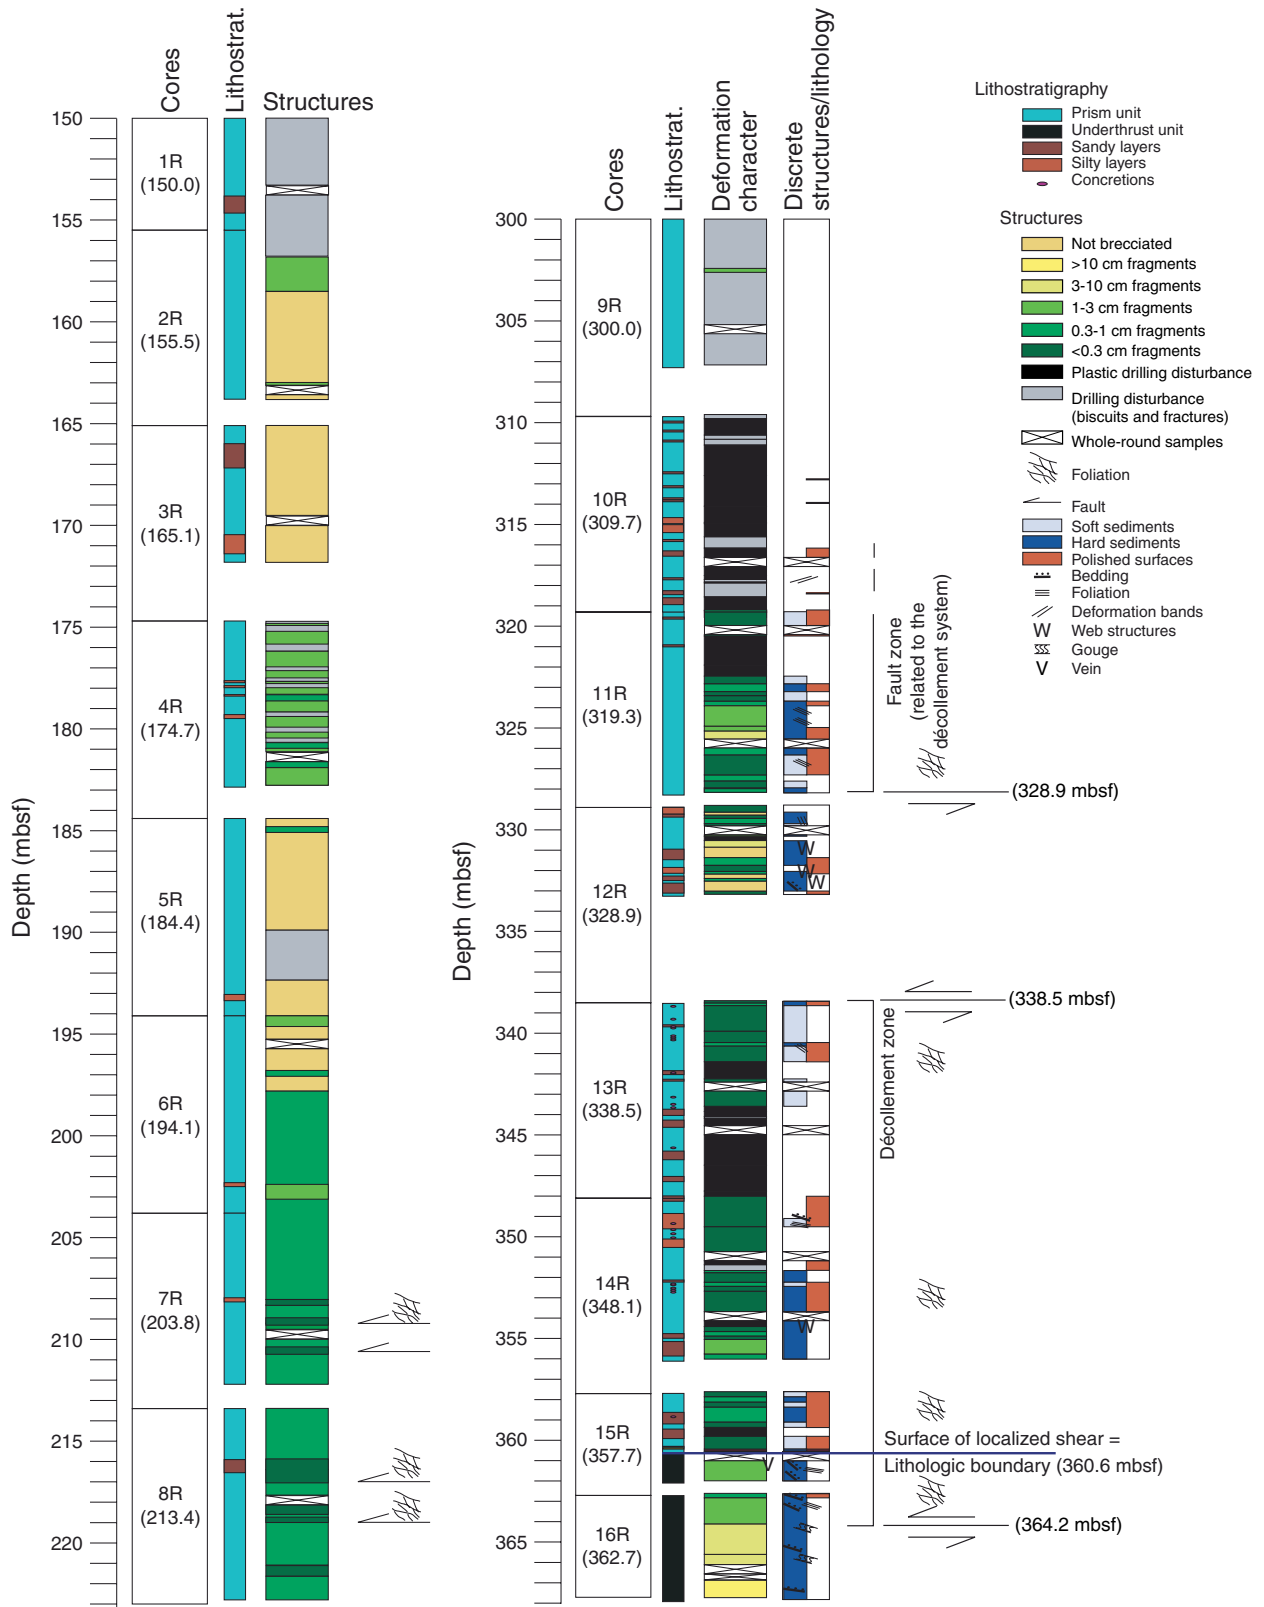 Cores
Lithostrat.
Structures
Depth (mbsf)
150
155
160
165
170
175
180
185
190
195
200
205
210
215
220
1R
(150.0)
2R
(155.5)
3R
(165.1)
4R
(174.7)
5R
(184.4)
6R
(194.1)
7R
(203.8)
8R
(213.4)
Cores
Lithostrat.
Deformation
character
Discrete
structures/lithology
Depth (mbsf)
300
305
310
315
320
325
330
335
340
345
350
355
360
365
9R
(300.0)
10R
(309.7)
11R
(319.3)
12R
(328.9)
13R
(338.5)
14R
(348.1)
15R
(357.7)
16R
(362.7)
W
W
W
W
V
Fault zone
(related to the
décollement system)
(328.9 mbsf)
(338.5 mbsf)
Décollement zone
Surface of localized shear =
Lithologic boundary (360.6 mbsf)
(364.2 mbsf)
Lithostratigraphy
Prism unit
Underthrust unit
Sandy layers
Silty layers
Concretions
Structures
Not brecciated
>10 cm fragments
3-10 cm fragments
1-3 cm fragments
0.3-1 cm fragments
<0.3 cm fragments
Plastic drilling disturbance
Drilling disturbance
(biscuits and fractures)
Whole-round samples
Foliation
Fault
Soft sediments
Hard sediments
Polished surfaces
Bedding
Foliation
Deformation bands
W Web structures
Gouge
V Vein